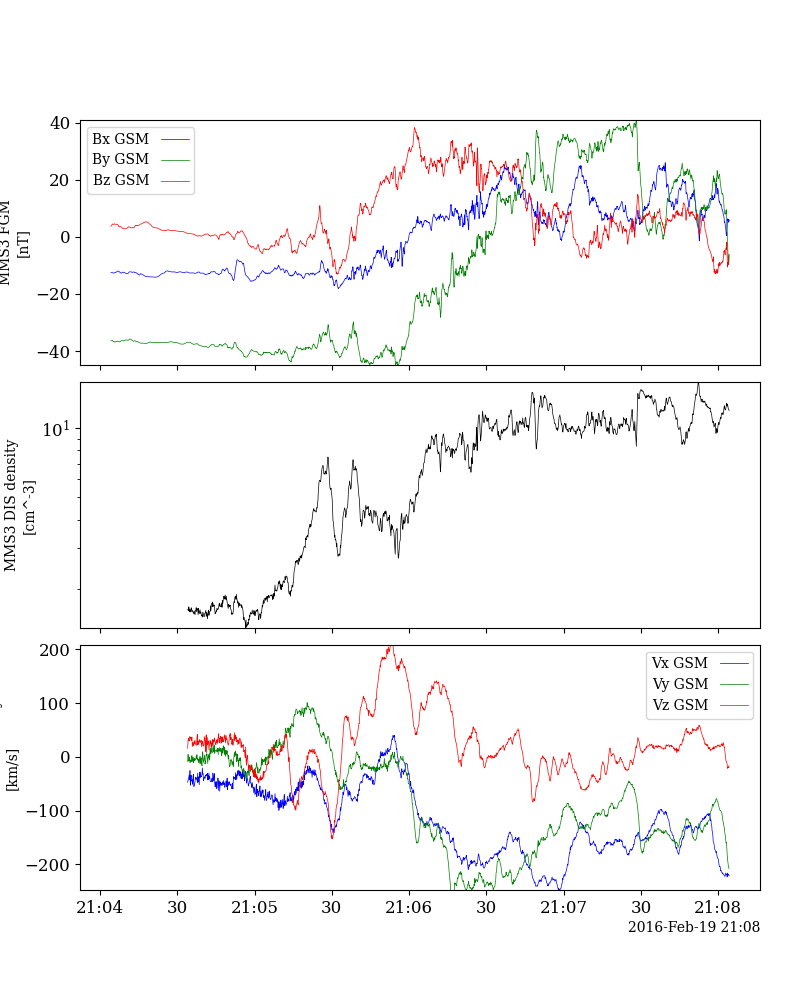 40
20
0
−20
−40
MMS3 FGM
[nT]
Bx GSM
By GSM
Bz GSM
10^1
MMS3 DIS density
[cm^-3]
200
100
0
−100
−200
[km/s]
Vx GSM
Vy GSM
Vz GSM
21:04 30 21:05 30 21:06 30 21:07 30 21:08
2016-Feb-19 21:08